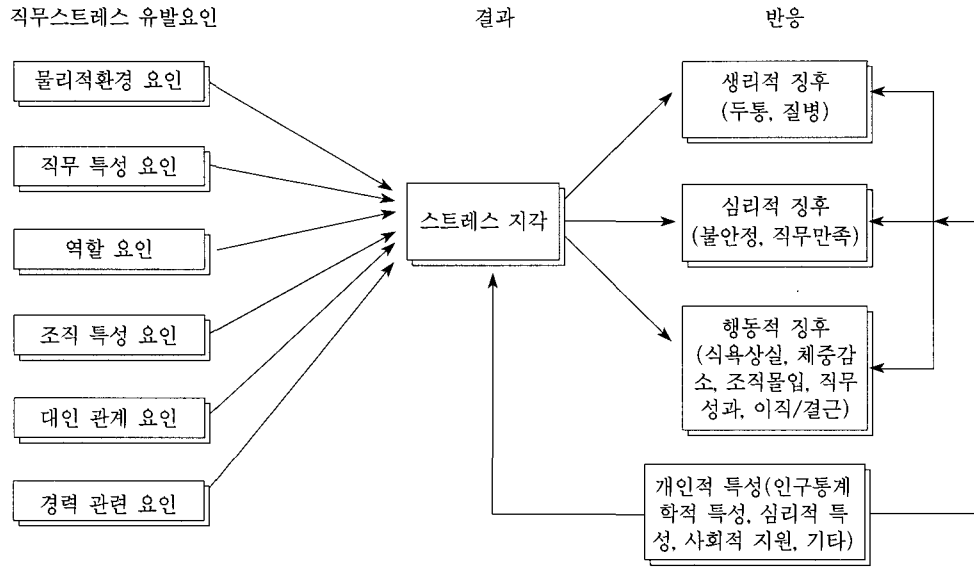 직무스트레스 유발요인
결과
반응
물리적환경 요인
직무 특성 요인
역할 요인
조직 특성 요인
대인 관계 요인
경력 관련 요인
스트레스 지각
생리적 징후
(두통, 질병)
심리적 징후
(불안정, 직무만족)
행동적 징후
(식욕상실, 체중감
소, 조직몰입, 직무
성과, 이직/결근)
개인적 특성(인구통계
학적 특성, 심리적 특
성, 사회적 지원, 기타)